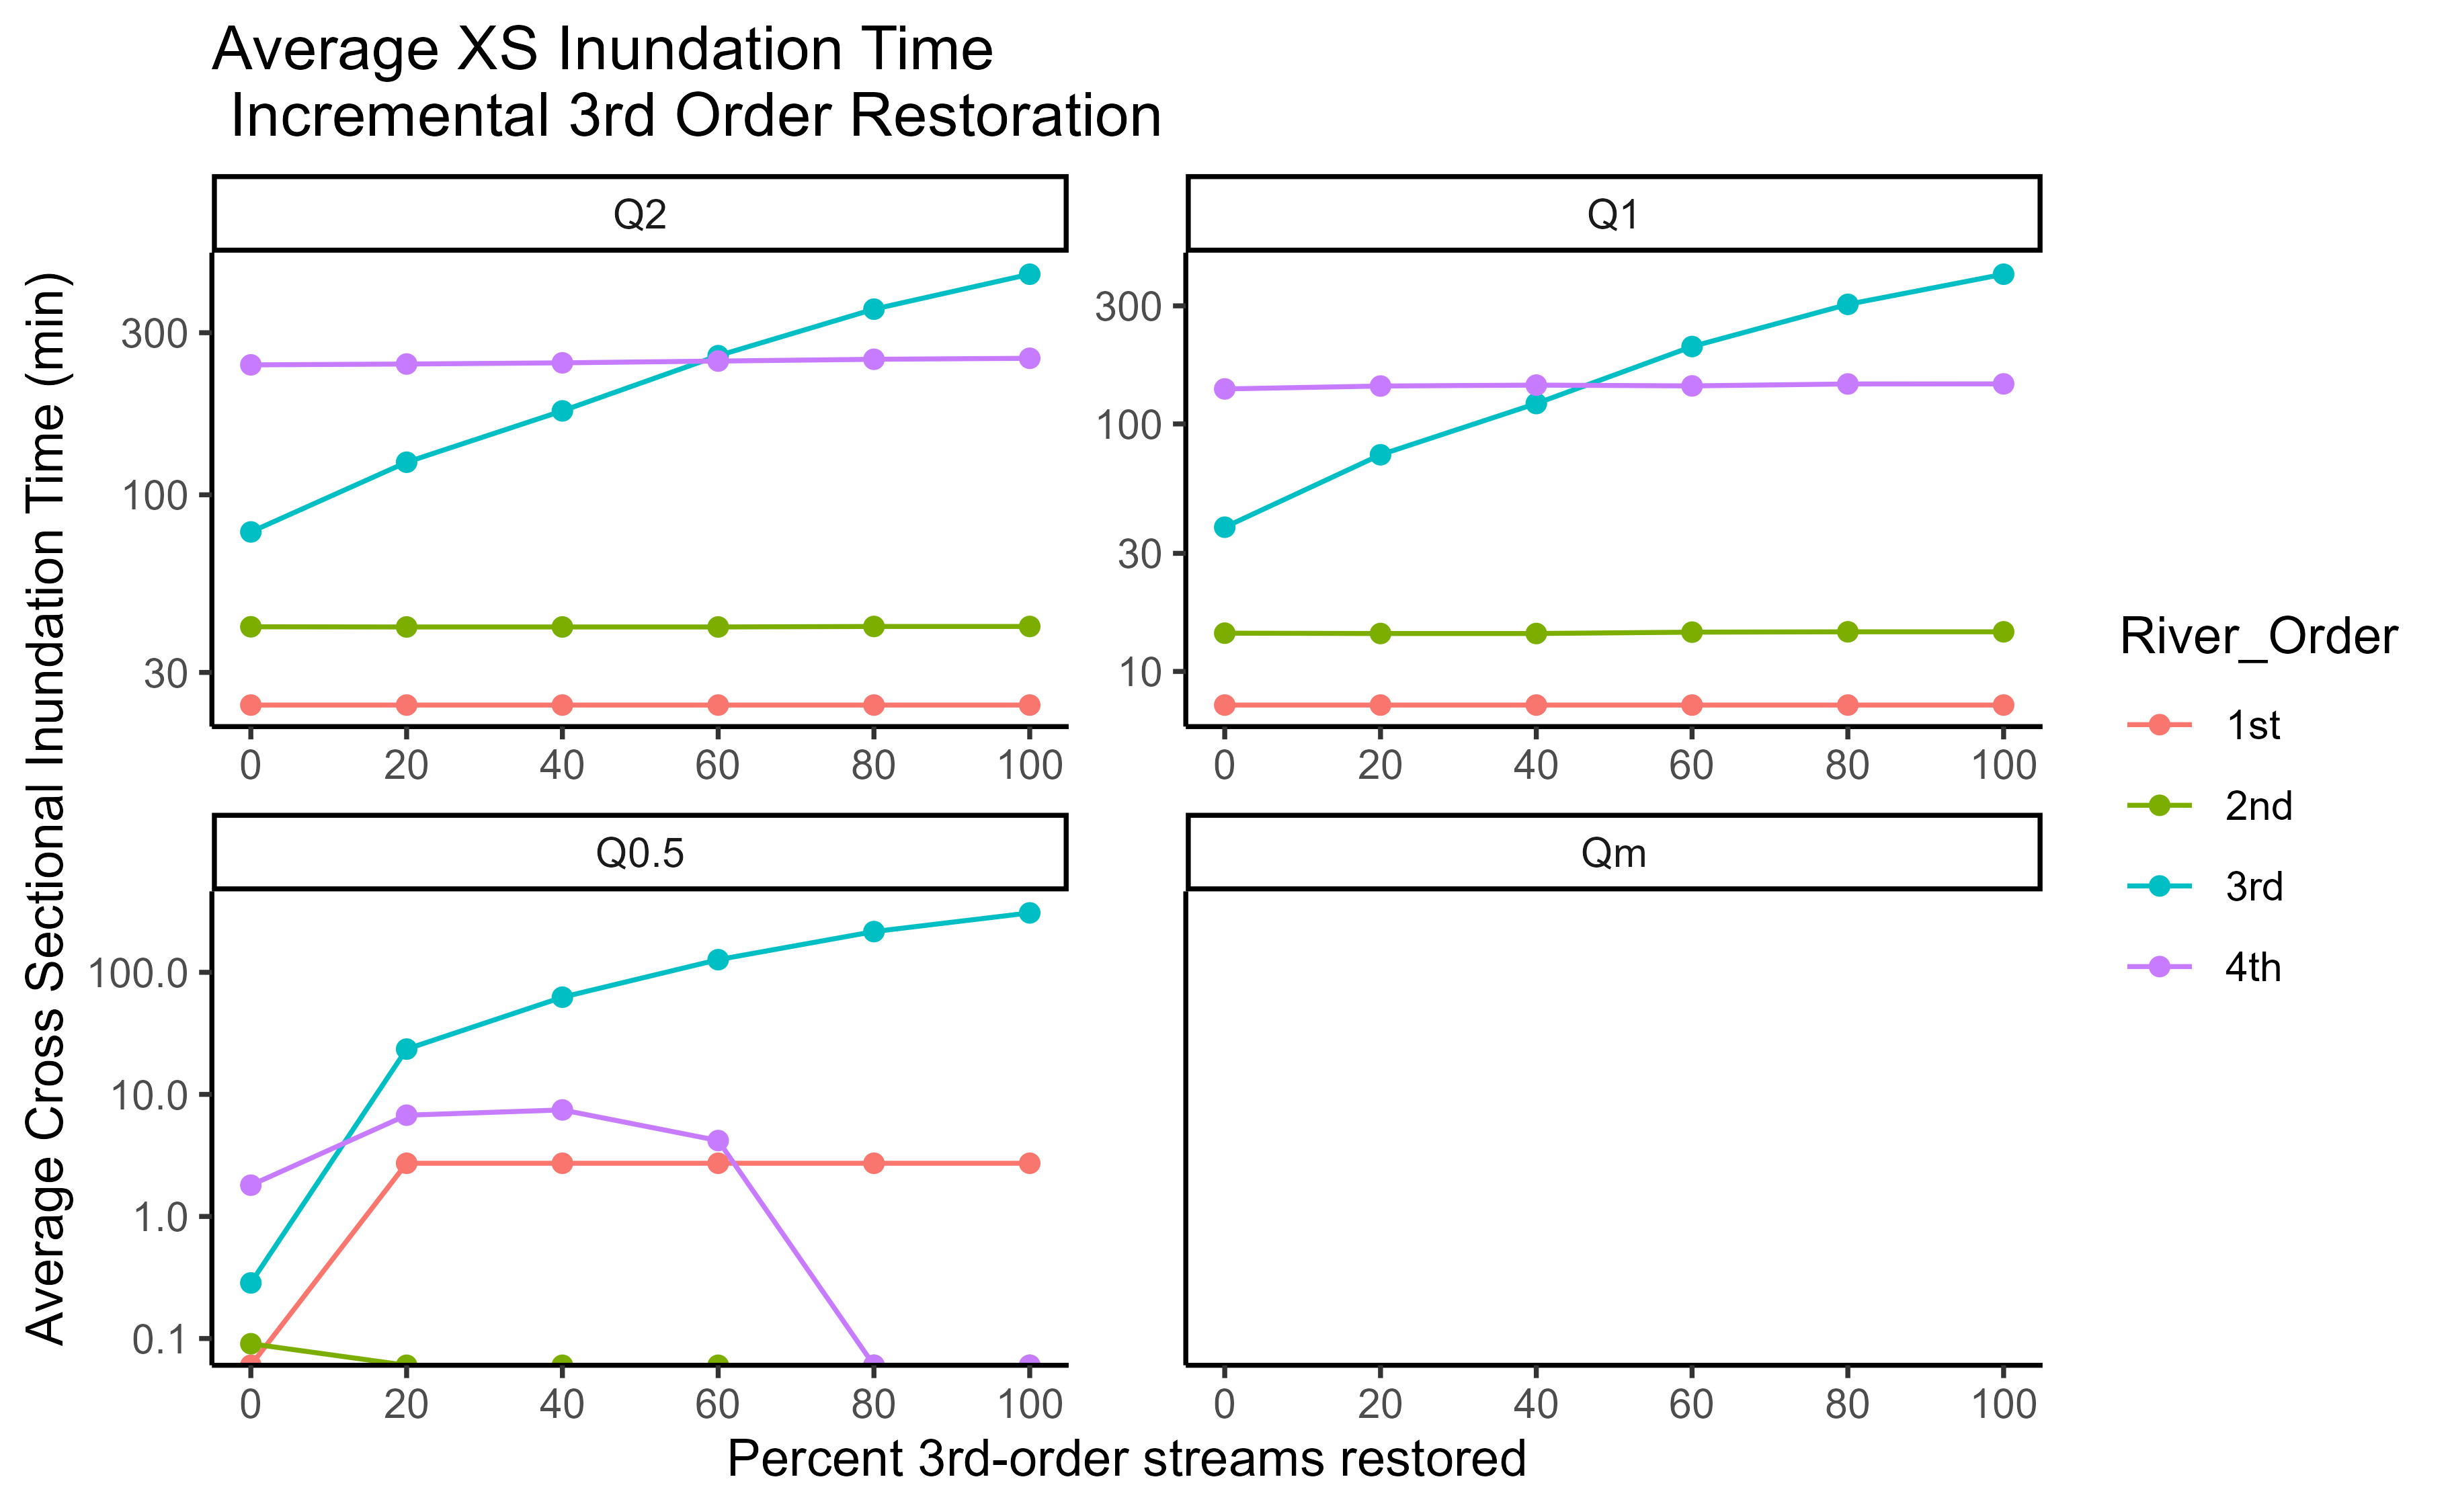 Average XS Inundation Time
Incremental 3rd Order Restoration
Average Cross Sectional Inundation Time (min)
Q2
300
100
30
0 20 40 60 80 100
Q1
300
100
30
10
0 20 40 60 80 100
Q0.5
100.0
10.0
1.0
0.1
0 20 40 60 80 100
Qm
0 20 40 60 80 100
Percent 3rd-order streams restored
River_Order
1st
2nd
3rd
4th